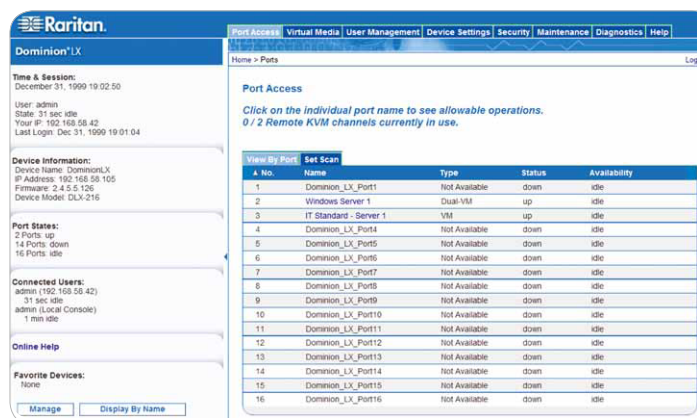 Raritan.
Dominion® LX
Time & Session:
December 31, 1999 19:02:50
User: admin
State: 31 sec idle
Your IP: 192.168.58.42
Last Login: Dec 31, 1999 19:01:04
Device Information:
Device Name: DominionLX
IP Address: 192.168.58.105
Firmware: 2.4.5.5.126
Device Model: DLX-216
Port States:
2 Ports: up
14 Ports: down
16 Ports: idle
Connected Users:
admin (192.168.58.42)
31 sec idle
admin (Local Console)
1 min idle
Online Help
Favorite Devices:
None
Manage Display By Name
Port Access Virtual Media User Management Device Settings Security Maintenance Diagnostics Help
Home > Ports Log
Port Access
Click on the individual port name to see allowable operations.
0 / 2 Remote KVM channels currently in use.
View By Port Set Scan
▲ No. Name Type Status Availability
1 Dominion_LX_Port1 Not Available down idle
2 Windows Server 1 Dual-VM up idle
3 IT Standard - Server 1 VM up idle
4 Dominion_LX_Port4 Not Available down idle
5 Dominion_LX_Port5 Not Available down idle
6 Dominion_LX_Port6 Not Available down idle
7 Dominion_LX_Port7 Not Available down idle
8 Dominion_LX_Port8 Not Available down idle
9 Dominion_LX_Port9 Not Available down idle
10 Dominion_LX_Port10 Not Available down idle
11 Dominion_LX_Port11 Not Available down idle
12 Dominion_LX_Port12 Not Available down idle
13 Dominion_LX_Port13 Not Available down idle
14 Dominion_LX_Port14 Not Available down idle
15 Dominion_LX_Port15 Not Available down idle
16 Dominion_LX_Port16 Not Available down idle